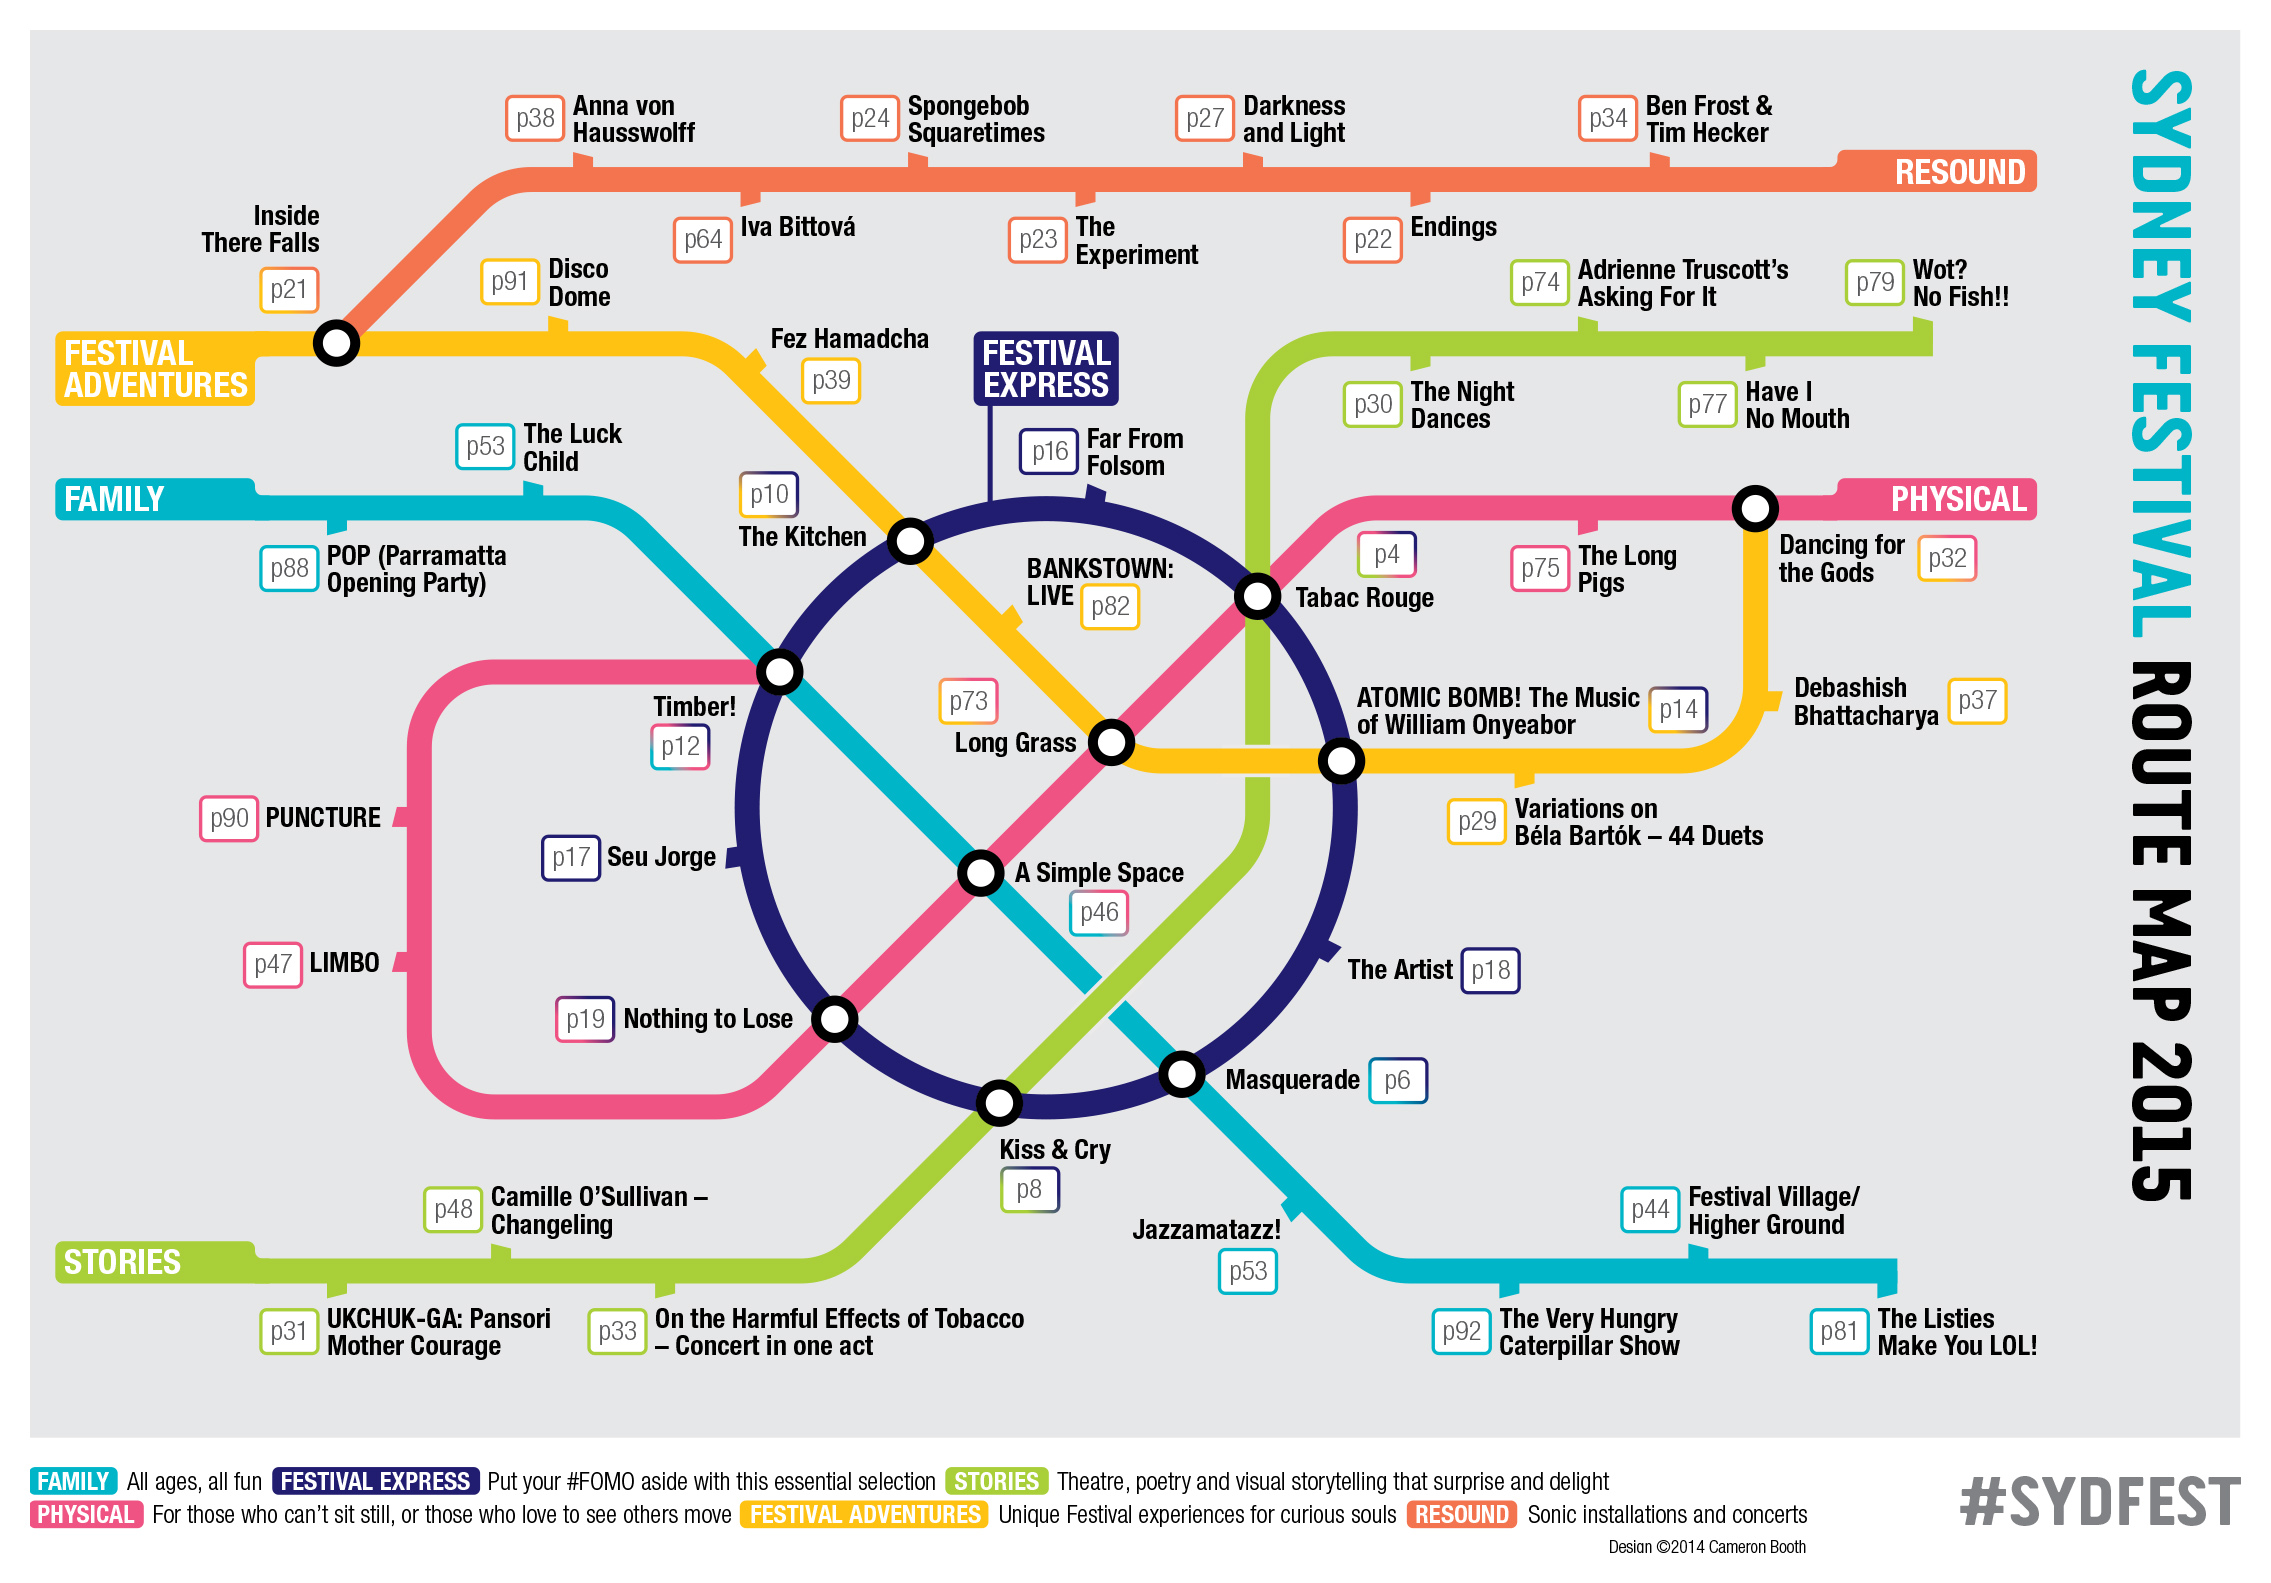 SYDNEY FESTIVAL ROUTE MAP 2015
p38
Anna von
Hausswolff
p24
Spongebob
Squaretimes
p27
Darkness
and Light
p34
Ben Frost &
Tim Hecker
RESOUND
Inside
There Falls
p21
p64
Iva Bittová
p23
The
Experiment
p22
Endings
p91
Disco
Dome
p74
Adrienne Truscott's
Asking For It
p79
Wot?
No Fish!!
FESTIVAL
ADVENTURES
Fez Hamadcha
p39
FESTIVAL
EXPRESS
p30
The Night
Dances
p77
Have I
No Mouth
p53
The Luck
Child
p16
Far From
Folsom
FAMILY
p10
The Kitchen
PHYSICAL
p88
POP (Parramatta
Opening Party)
BANKSTOWN:
LIVE
p82
p4
Tabac Rouge
p75
The Long
Pigs
Dancing for
the Gods
p32
Timber!
p12
p73
Long Grass
ATOMIC BOMB! The Music
of William Onyeabor
p14
Debashish
Bhattacharya
p37
p90
PUNCTURE
p29
Variations on
Béla Bartók – 44 Duets
p17
Seu Jorge
A Simple Space
p46
p47
LIMBO
The Artist
p18
p19
Nothing to Lose
Masquerade
p6
Kiss & Cry
p8
p48
Camille O'Sullivan –
Changeling
Jazzamatazz!
p53
p44
Festival Village/
Higher Ground
STORIES
p31
UKCHUK-GA: Pansori
Mother Courage
p33
On the Harmful Effects of Tobacco
– Concert in one act
p92
The Very Hungry
Caterpillar Show
p81
The Listies
Make You LOL!
FAMILY All ages, all fun FESTIVAL EXPRESS Put your #FOMO aside with this essential selection STORIES Theatre, poetry and visual storytelling that surprise and delight
PHYSICAL For those who can't sit still, or those who love to see others move FESTIVAL ADVENTURES Unique Festival experiences for curious souls RESOUND Sonic installations and concerts
#SYDFEST
Design ©2014 Cameron Booth